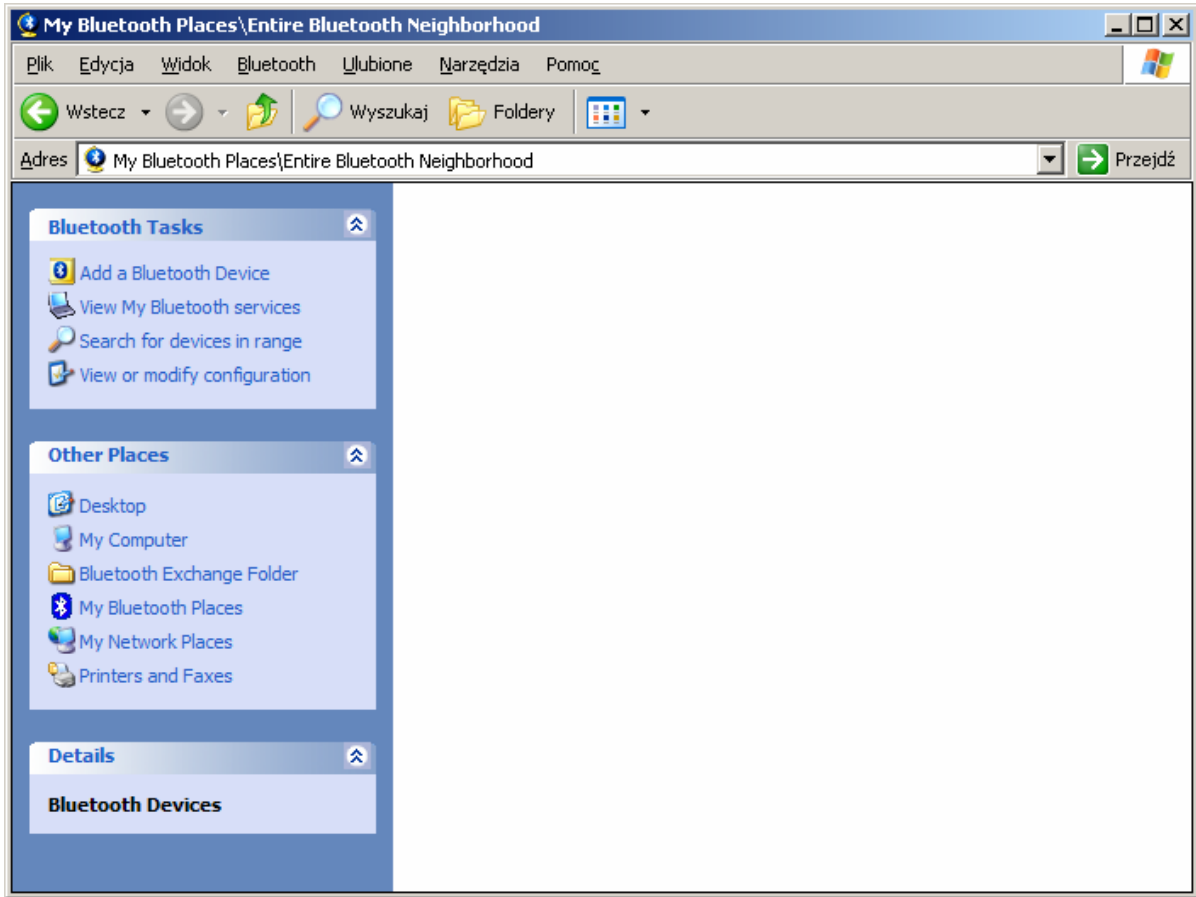 My Bluetooth Places\Entire Bluetooth Neighborhood
Plik Edycja Widok Bluetooth Ulubione Narzędzia Pomoc
Wstecz Wyszukaj Foldery
Adres My Bluetooth Places\Entire Bluetooth Neighborhood Przejdź
Bluetooth Tasks
Add a Bluetooth Device
View My Bluetooth services
Search for devices in range
View or modify configuration
Other Places
Desktop
My Computer
Bluetooth Exchange Folder
My Bluetooth Places
My Network Places
Printers and Faxes
Details
Bluetooth Devices